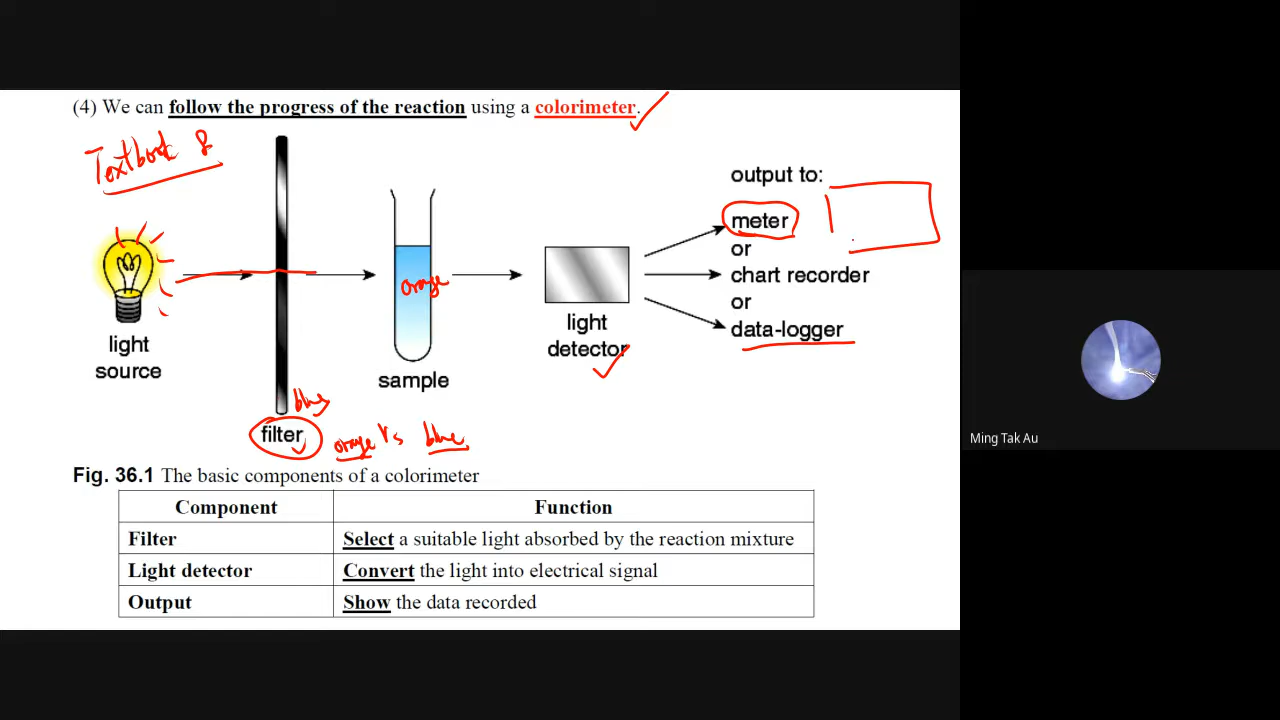 (4) We can follow the progress of the reaction using a colorimeter.
Textbook 8
output to:
meter
or
chart recorder
or
data-logger
orange
light
source
light
detector
sample
blue
filter
orange vs blue
Ming Tak Au
Fig. 36.1 The basic components of a colorimeter
Component Function
Filter Select a suitable light absorbed by the reaction mixture
Light detector Convert the light into electrical signal
Output Show the data recorded